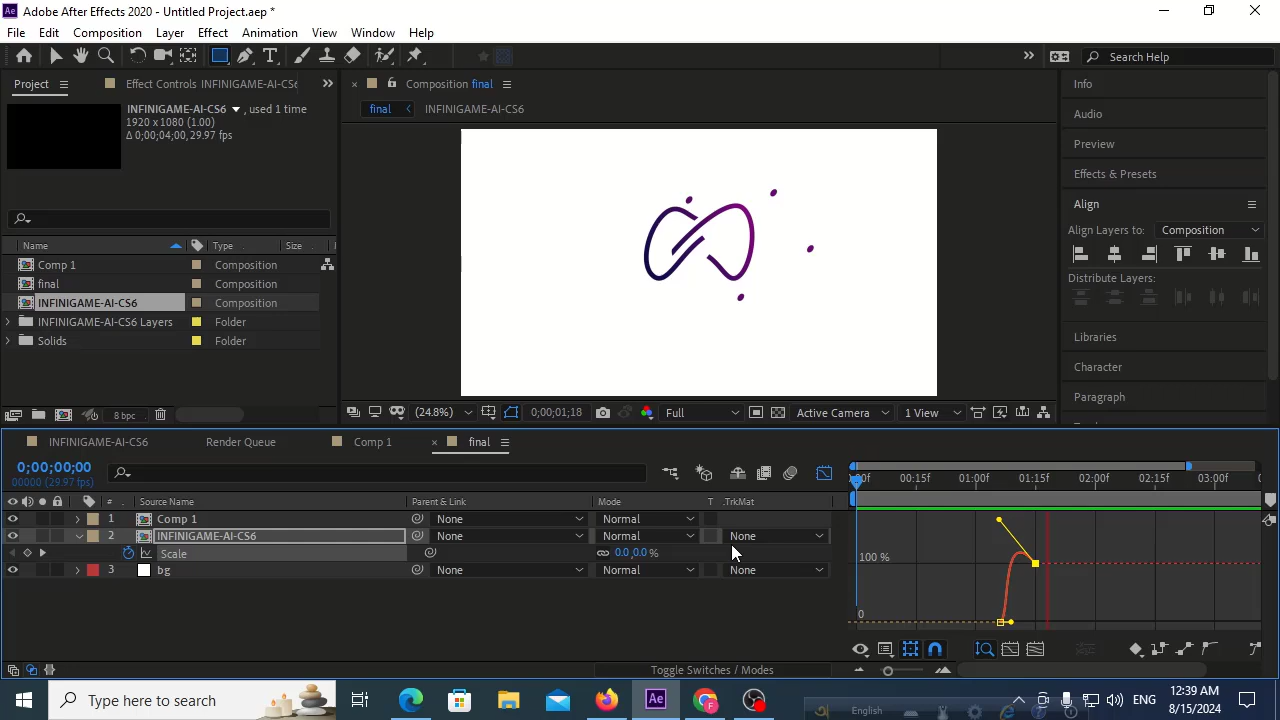 Adobe After Effects 2020 - Untitled Project.aep *
File Edit Composition Layer Effect Animation View Window Help
Search Help
Project
Effect Controls INFINIGAME-AI-CS6
Composition final
Info
INFINIGAME-AI-CS6 , used 1 time
1920 x 1080 (1.00)
Δ 0;00;04;00, 29.97 fps
final
INFINIGAME-AI-CS6
Audio
Preview
Effects & Presets
Align
Align Layers to: Composition
Distribute Layers:
Libraries
Character
Paragraph
Name Type Size
Comp 1 Composition
final Composition
INFINIGAME-AI-CS6 Composition
INFINIGAME-AI-CS6 Layers Folder
Solids Folder
8 bpc
(24.8%) 0;00;01;18 Full Active Camera 1 View
INFINIGAME-AI-CS6 Render Queue Comp 1 final
0;00;00;00
00000 (29.97 fps)
00:15f 01:00f 01:15f 02:00f 02:15f 03:00f
# Source Name Parent & Link Mode T .TrkMat
1 Comp 1 None Normal
2 INFINIGAME-AI-CS6 None Normal None
Scale 0.0,0.0 %
3 bg None Normal None
100 %
0
Toggle Switches / Modes
Type here to search
Ae
English
ENG
12:39 AM
8/15/2024